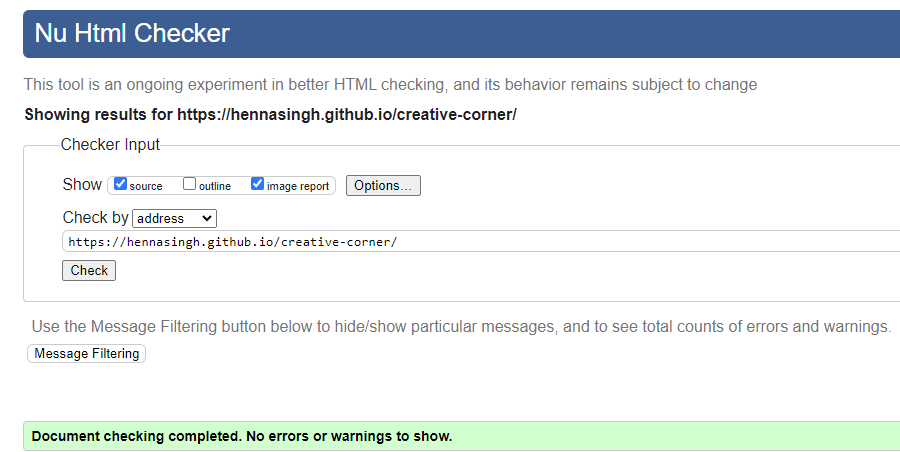 Nu Html Checker
This tool is an ongoing experiment in better HTML checking, and its behavior remains subject to change
Showing results for https://hennasingh.github.io/creative-corner/
Checker Input
Show source outline image report Options...
Check by address
https://hennasingh.github.io/creative-corner/
Check
Use the Message Filtering button below to hide/show particular messages, and to see total counts of errors and warnings.
Message Filtering
Document checking completed. No errors or warnings to show.